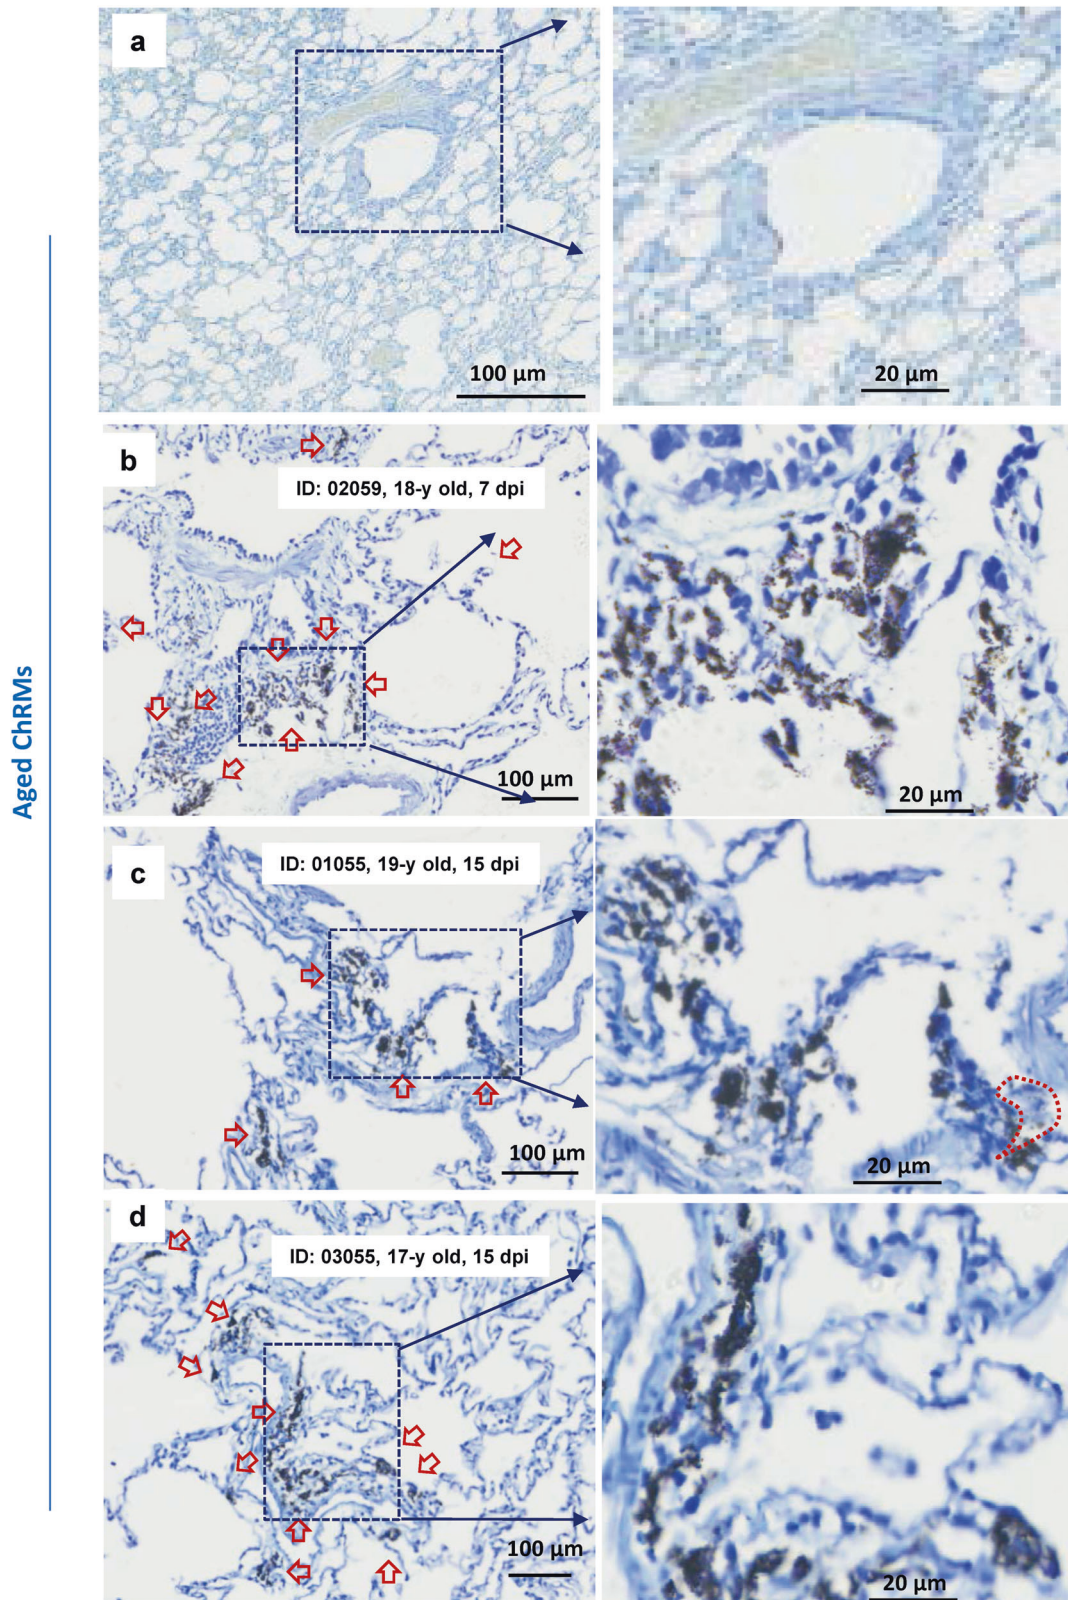 Aged ChRMs
a
100 µm
20 µm
b
ID: 02059, 18-y old, 7 dpi
100 µm
20 µm
c
ID: 01055, 19-y old, 15 dpi
100 µm
20 µm
d
ID: 03055, 17-y old, 15 dpi
100 µm
20 µm